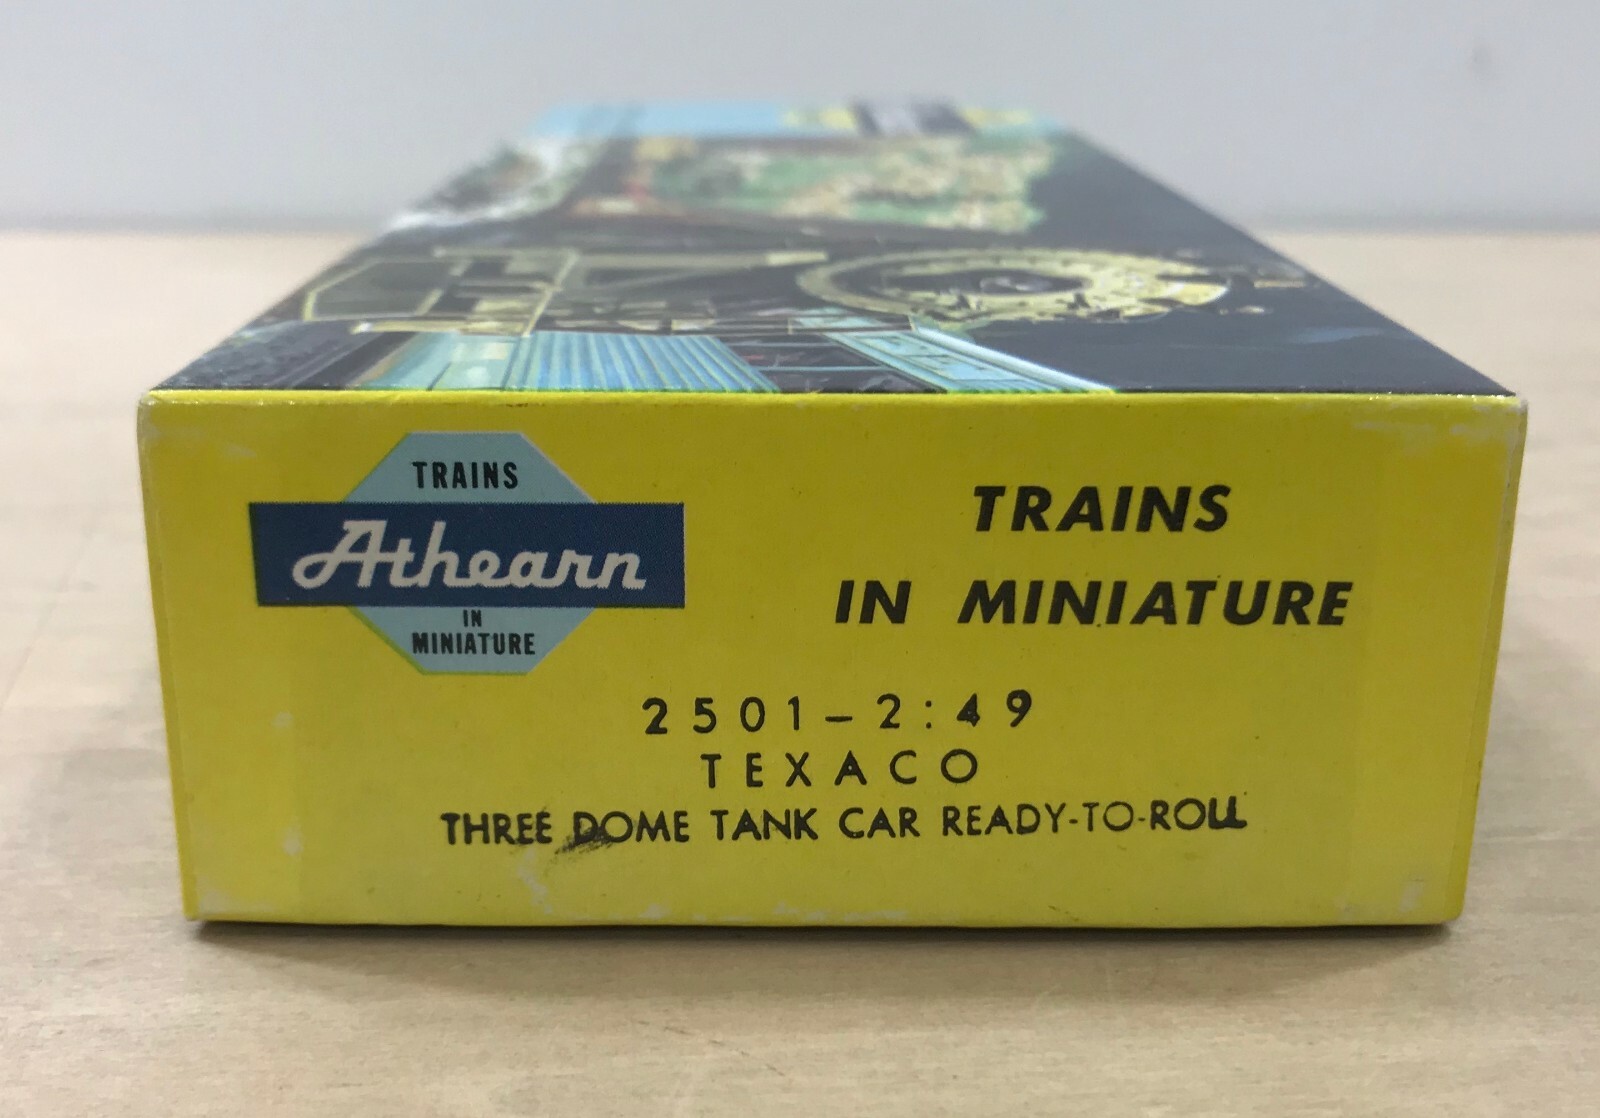 TRAINS
Athearn
IN
MINIATURE
TRAINS
IN MINIATURE
2501-2:49
TEXACO
THREE DOME TANK CAR READY-TO-ROLL